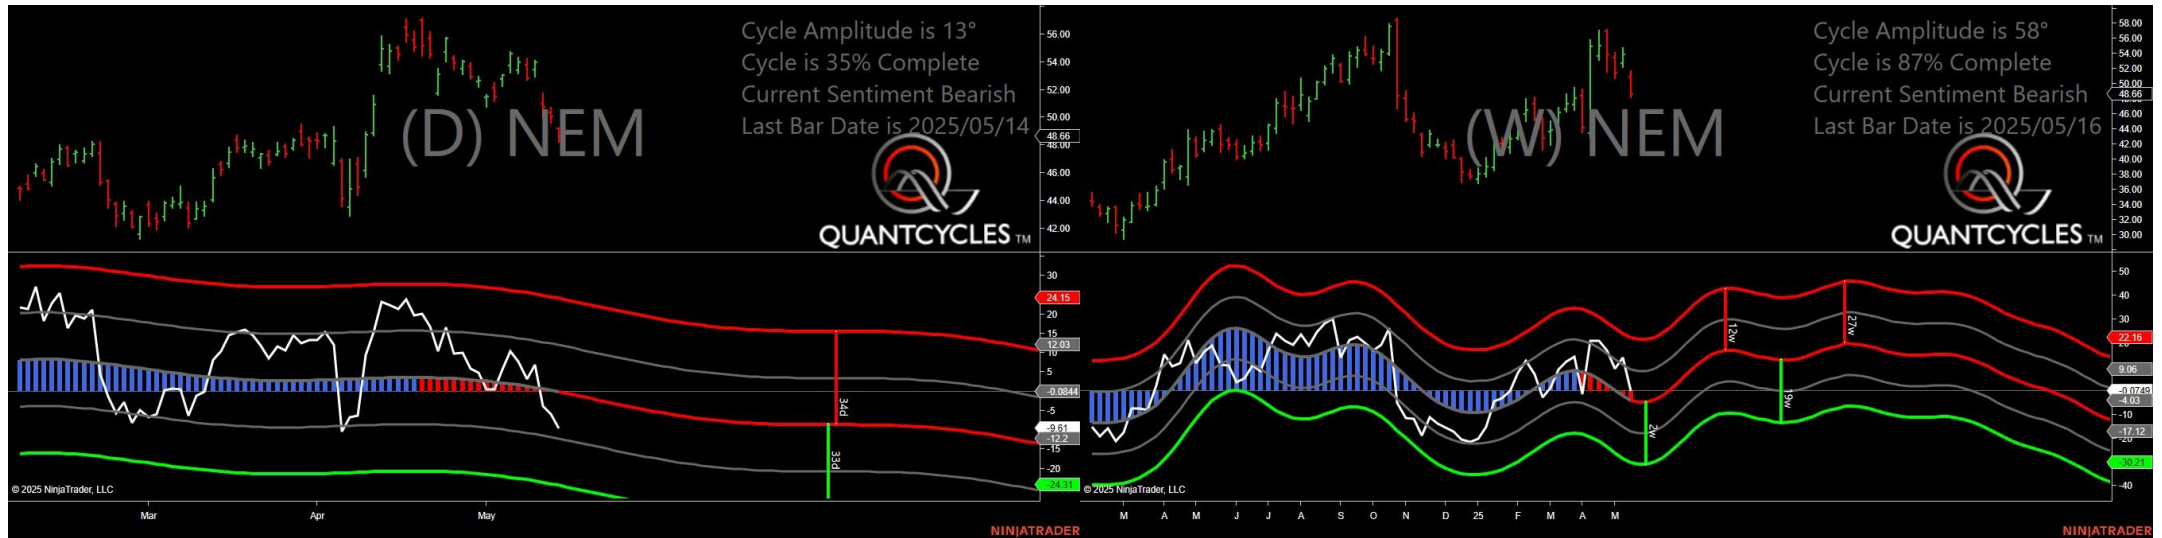 Cycle Amplitude is 13°
Cycle is 35% Complete
Current Sentiment Bearish
Last Bar Date is 2025/05/14
(D) NEM
QUANTCYCLES TM
56.00
54.00
52.00
50.00
48.66
48.00
46.00
44.00
42.00
30
24.15
20
15
12.03
10
5
-0.0844
-5
-9.61
-12.2
-15
-20
-24.31
34d
33d
© 2025 NinjaTrader, LLC
Mar Apr May
NINJATRADER
Cycle Amplitude is 58°
Cycle is 87% Complete
Current Sentiment Bearish
Last Bar Date is 2025/05/16
(W) NEM
QUANTCYCLES TM
58.00
56.00
54.00
52.00
50.00
48.66
46.00
44.00
42.00
40.00
38.00
36.00
34.00
32.00
30.00
50
40
30
22.16
9.06
-0.0749
-4.03
-10
-17.12
-20
-30.21
-40
12w
27w
19w
2w
© 2025 NinjaTrader, LLC
M A M J J A S O N D 25 F M A M
NINJATRADER